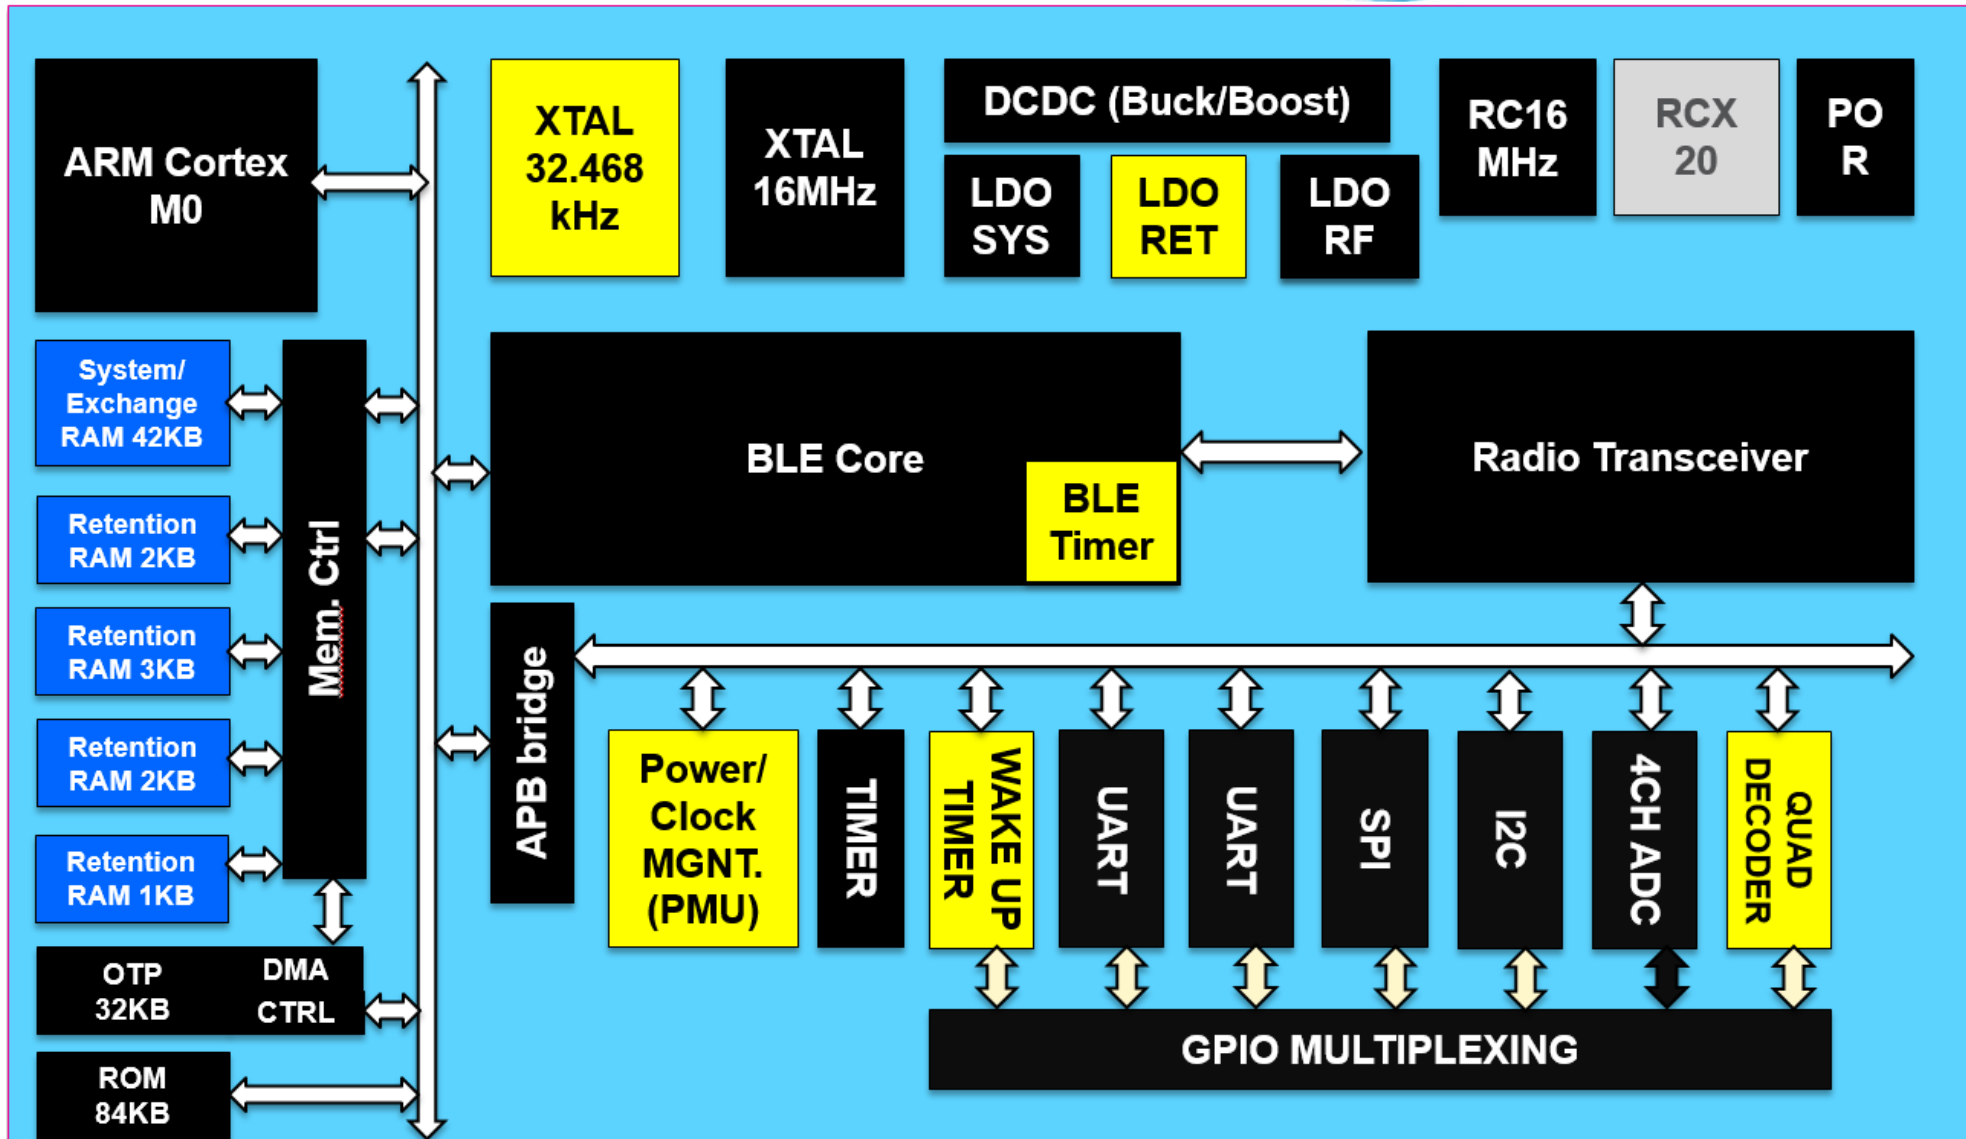 ARM Cortex
M0
XTAL
32.468
kHz
XTAL
16MHz
DCDC (Buck/Boost)
LDO
SYS
LDO
RET
LDO
RF
RC16
MHz
RCX
20
PO
R
System/
Exchange
RAM 42KB
Retention
RAM 2KB
Retention
RAM 3KB
Retention
RAM 2KB
Retention
RAM 1KB
Mem. Ctrl
OTP
32KB
DMA
CTRL
ROM
84KB
BLE Core
BLE
Timer
Radio Transceiver
APB bridge
Power/
Clock
MGNT.
(PMU)
TIMER
WAKE UP
TIMER
UART
UART
SPI
I2C
4CH ADC
QUAD
DECODER
GPIO MULTIPLEXING